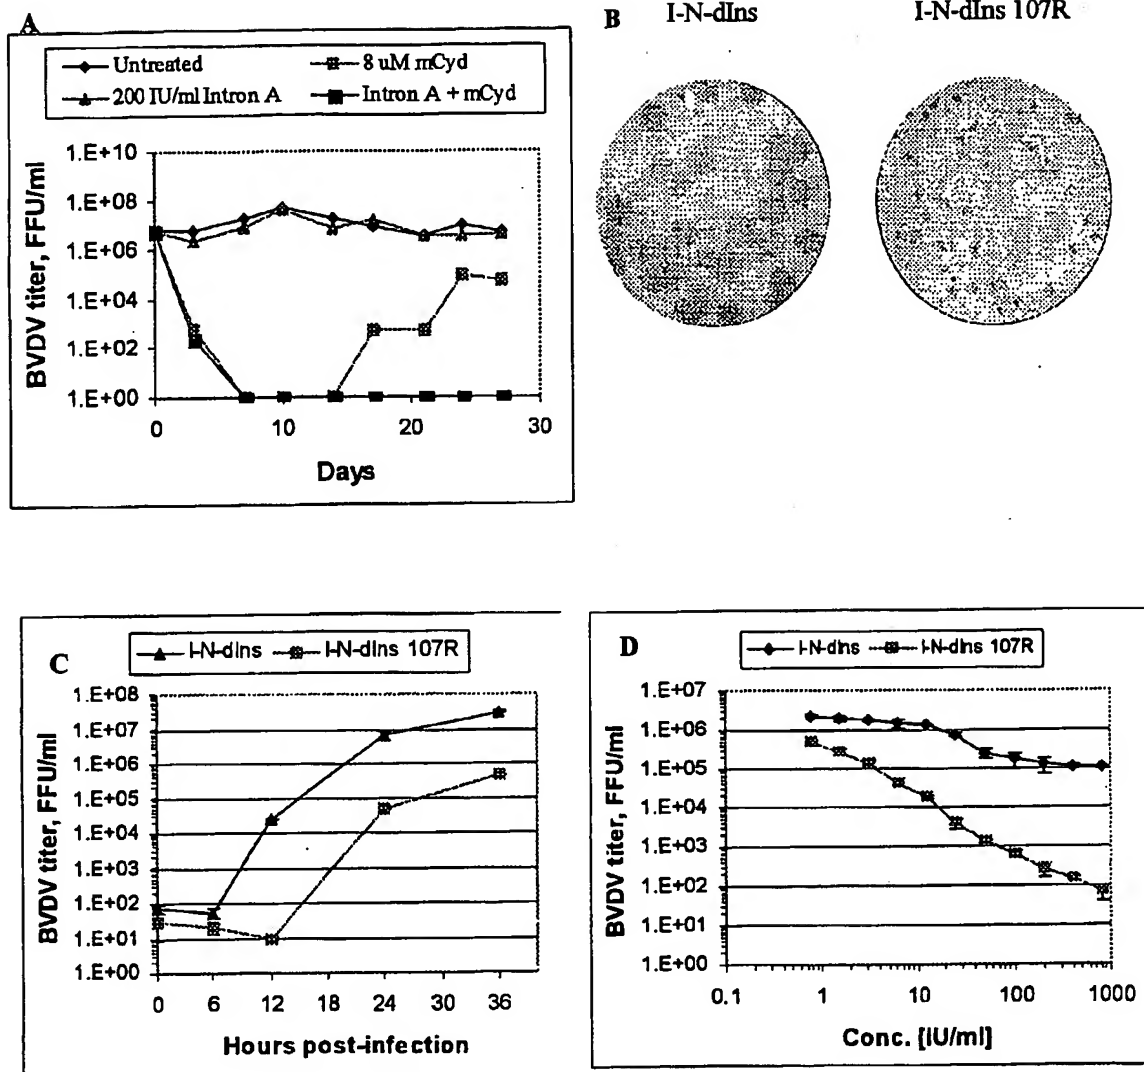 A
Untreated
8 uM mCyd
200 IU/ml Intron A
Intron A + mCyd
BVDV titer, FFU/ml
1.E+10
1.E+08
1.E+06
1.E+04
1.E+02
1.E+00
0 10 20 30
Days
B
I-N-dIns I-N-dIns 107R
C
I-N-dIns I-N-dIns 107R
BVDV titer, FFU/ml
1.E+08
1.E+07
1.E+06
1.E+05
1.E+04
1.E+03
1.E+02
1.E+01
1.E+00
0 6 12 18 24 30 36
Hours post-infection
D
I-N-dIns I-N-dIns 107R
BVDV titer, FFU/ml
1.E+07
1.E+06
1.E+05
1.E+04
1.E+03
1.E+02
1.E+01
1.E+00
0.1 1 10 100 1000
Conc. [IU/ml]